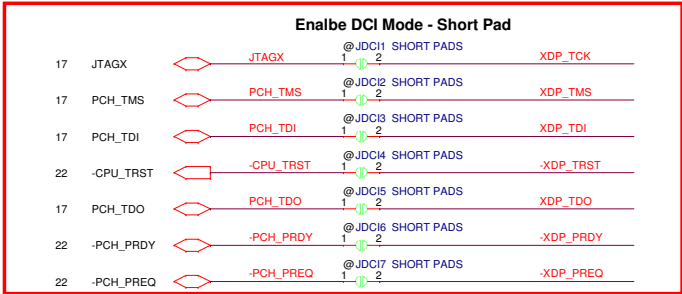 Enalbe DCI Mode - Short Pad
@JDCI1 SHORT PADS
17 JTAGX JTAGX 1 2 XDP_TCK
@JDCI2 SHORT PADS
17 PCH_TMS PCH_TMS 1 2 XDP_TMS
@JDCI3 SHORT PADS
17 PCH_TDI PCH_TDI 1 2 XDP_TDI
@JDCI4 SHORT PADS
22 -CPU_TRST -CPU_TRST 1 2 -XDP_TRST
@JDCI5 SHORT PADS
17 PCH_TDO PCH_TDO 1 2 XDP_TDO
@JDCI6 SHORT PADS
22 -PCH_PRDY -PCH_PRDY 1 2 -XDP_PRDY
@JDCI7 SHORT PADS
22 -PCH_PREQ -PCH_PREQ 1 2 -XDP_PREQ